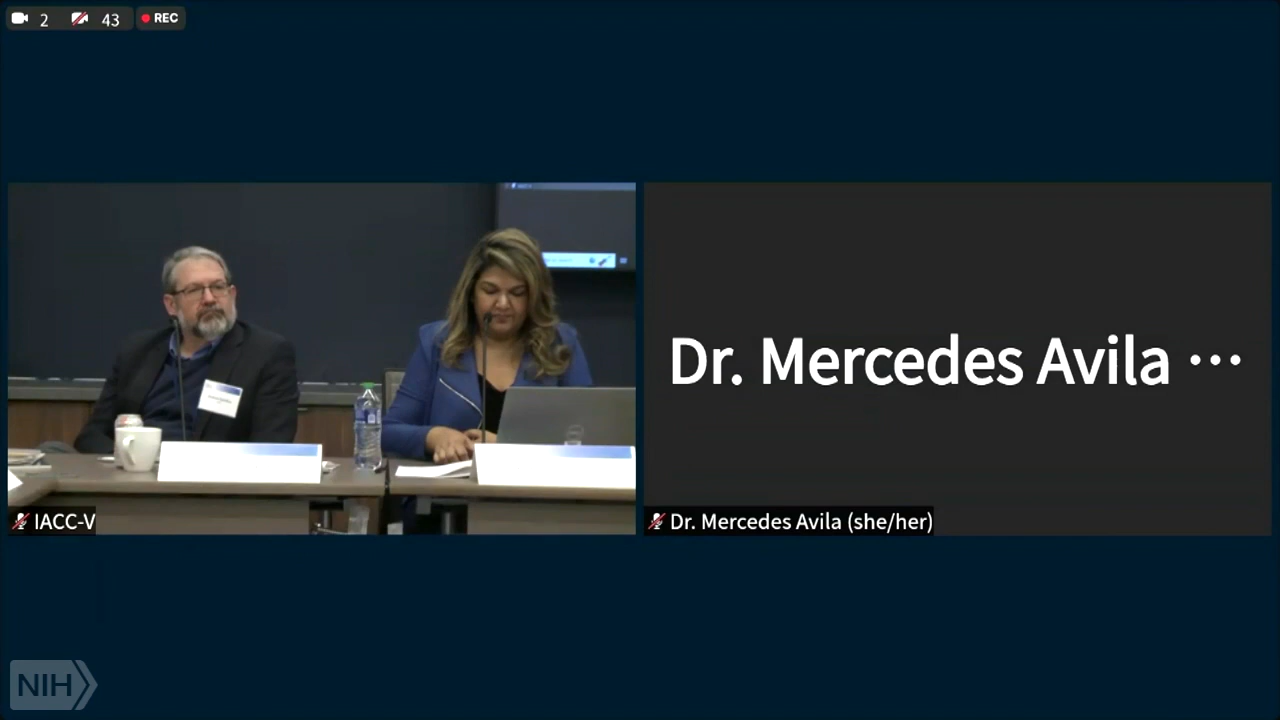 2 43 REC
Dr. Mercedes Avila ...
IACC-V
Dr. Mercedes Avila (she/her)
NIH